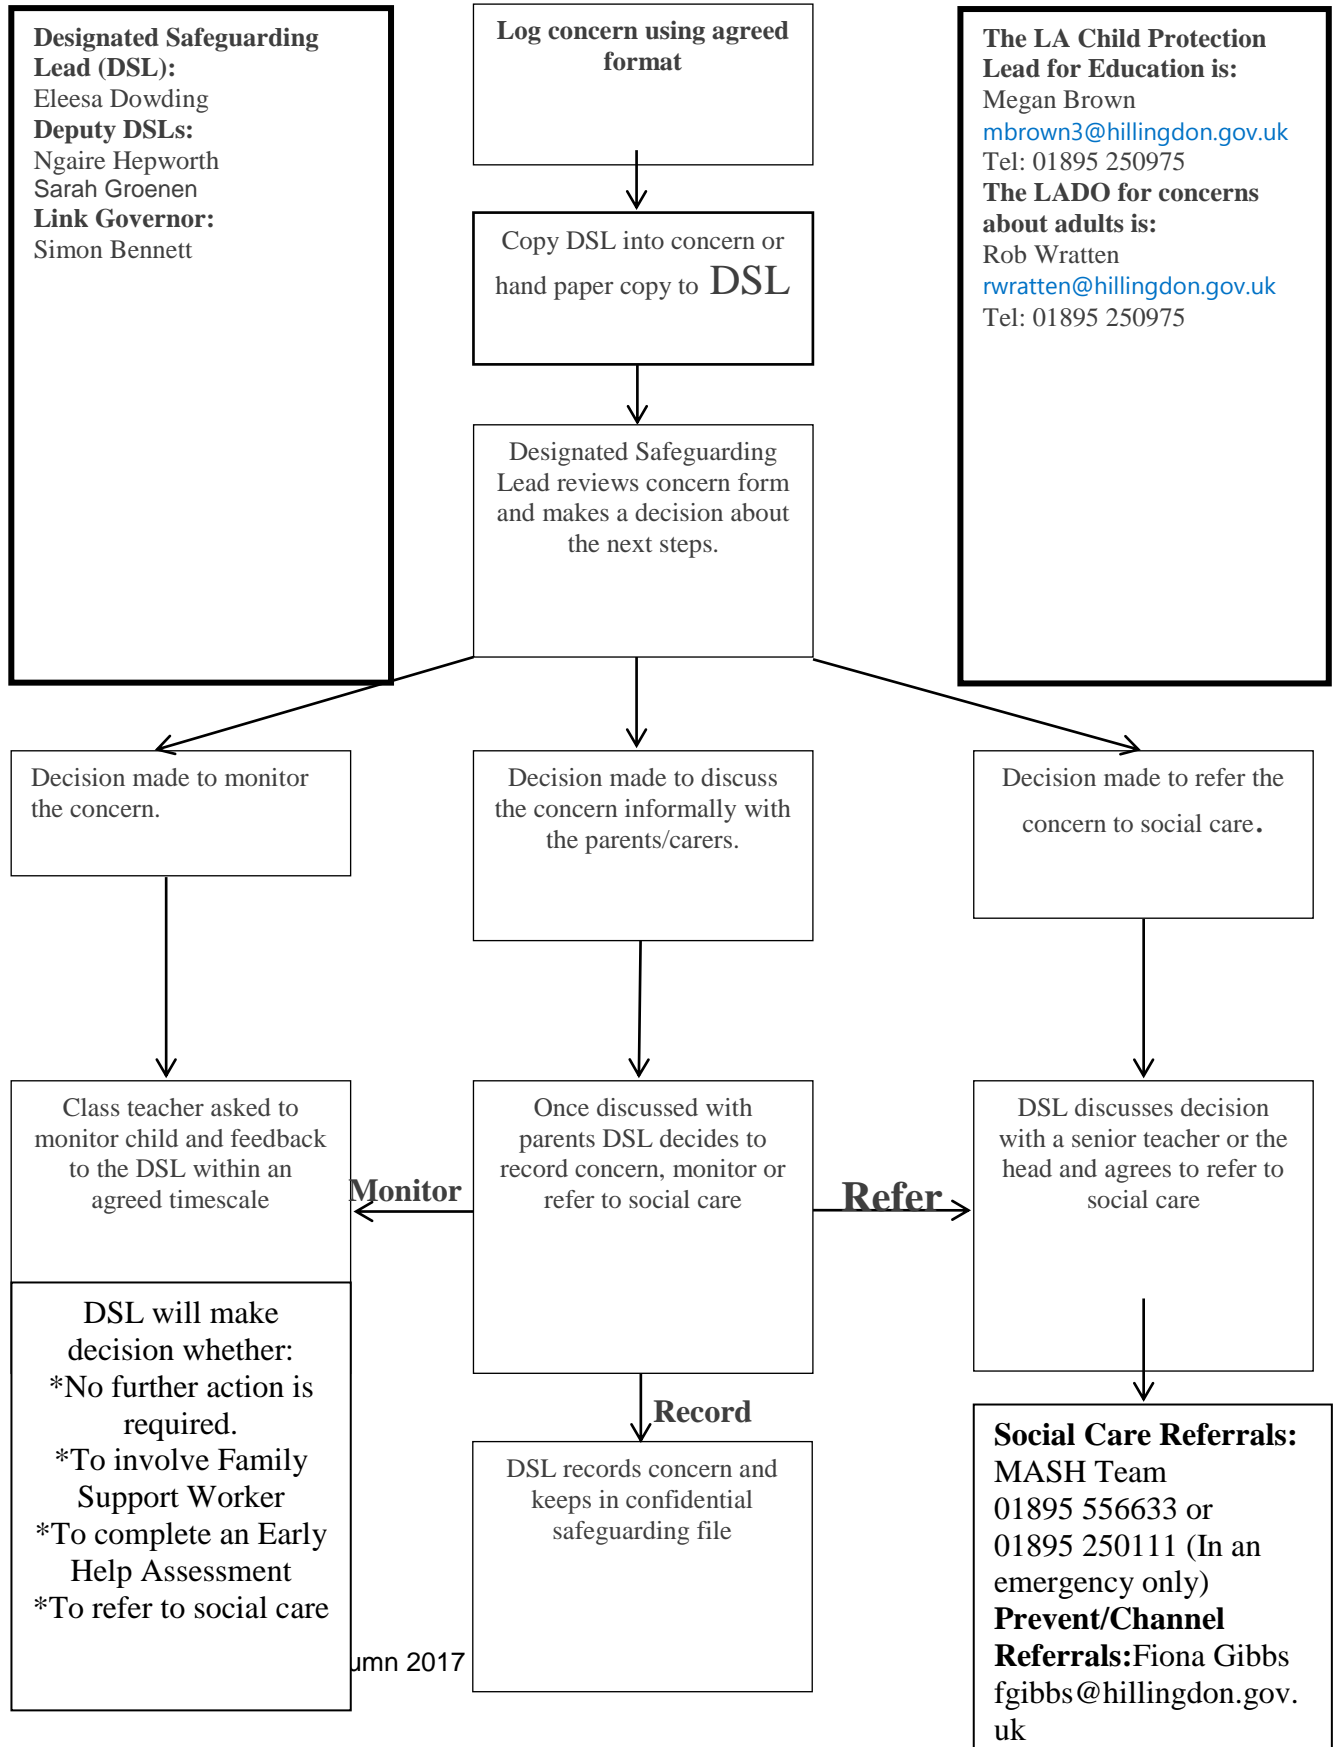 Designated Safeguarding
Lead (DSL):
Eleesa Dowding
Deputy DSLs:
Ngaire Hepworth
Sarah Groenen
Link Governor:
Simon Bennett
Log concern using agreed
format
The LA Child Protection
Lead for Education is:
Megan Brown
mbrown3@hillingdon.gov.uk
Tel: 01895 250975
The LADO for concerns
about adults is:
Rob Wratten
rwratten@hillingdon.gov.uk
Tel: 01895 250975
Copy DSL into concern or
hand paper copy to DSL
Designated Safeguarding
Lead reviews concern form
and makes a decision about
the next steps.
Decision made to monitor
the concern.
Decision made to discuss
the concern informally with
the parents/carers.
Decision made to refer the
concern to social care.
Class teacher asked to
monitor child and feedback
to the DSL within an
agreed timescale
Monitor
Once discussed with
parents DSL decides to
record concern, monitor or
refer to social care
Refer
DSL discusses decision
with a senior teacher or the
head and agrees to refer to
social care
DSL will make
decision whether:
*No further action is
required.
*To involve Family
Support Worker
*To complete an Early
Help Assessment
*To refer to social care
Record
DSL records concern and
keeps in confidential
safeguarding file
Social Care Referrals:
MASH Team
01895 556633 or
01895 250111 (In an
emergency only)
Prevent/Channel
Referrals:Fiona Gibbs
fgibbs@hillingdon.gov.
uk
umn 2017